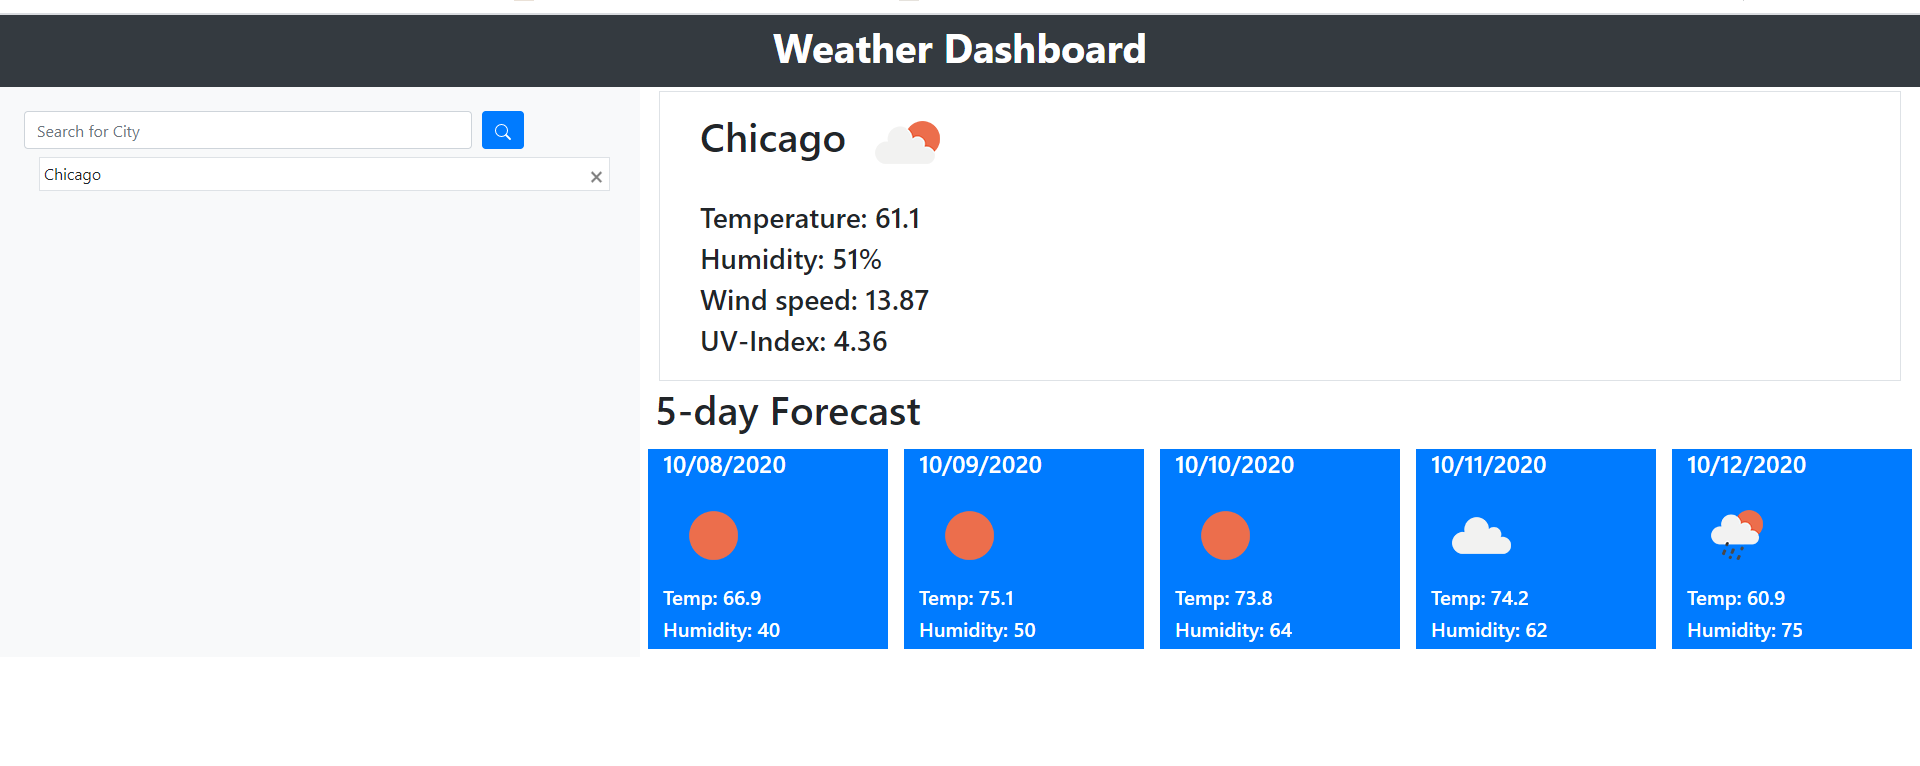 Weather Dashboard
Search for City
Chicago
Chicago
Temperature: 61.1
Humidity: 51%
Wind speed: 13.87
UV-Index: 4.36
5-day Forecast
10/08/2020
Temp: 66.9
Humidity: 40
10/09/2020
Temp: 75.1
Humidity: 50
10/10/2020
Temp: 73.8
Humidity: 64
10/11/2020
Temp: 74.2
Humidity: 62
10/12/2020
Temp: 60.9
Humidity: 75